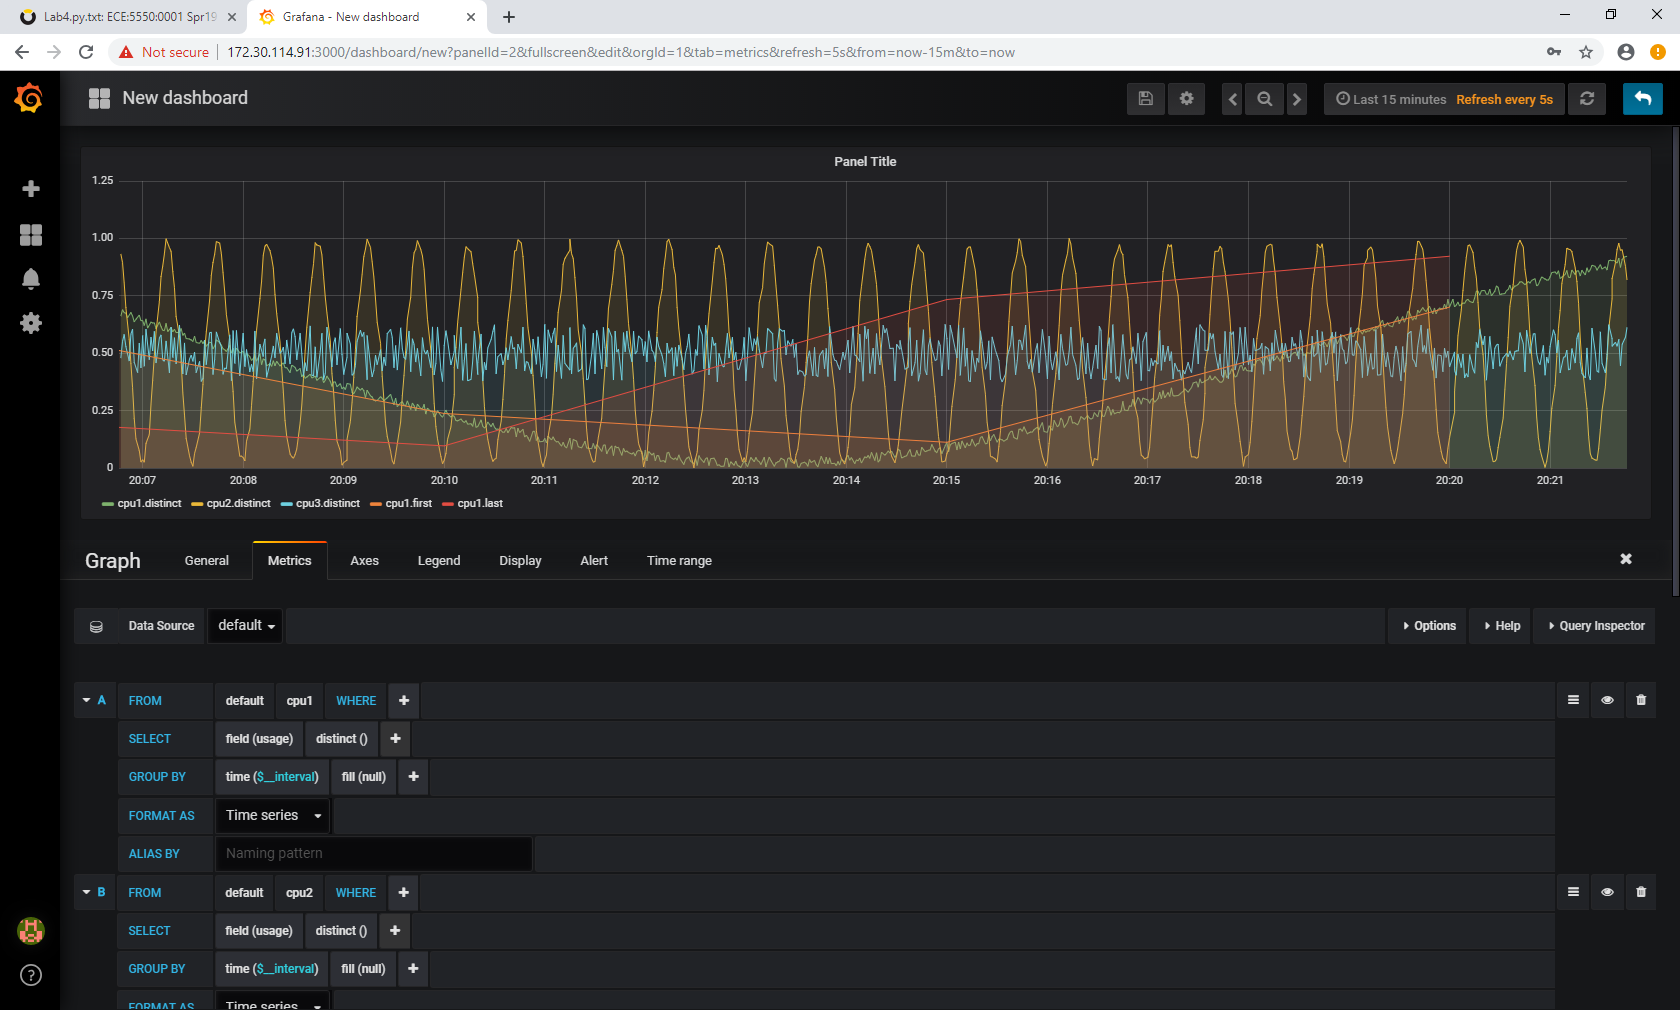 Lab4.py.txt: ECE:5550:0001 Spr19
Grafana - New dashboard
Not secure
172.30.114.91:3000/dashboard/new?panelId=2&fullscreen&edit&orgId=1&tab=metrics&refresh=5s&from=now-15m&to=now
New dashboard
Last 15 minutes Refresh every 5s
Panel Title
1.25
1.00
0.75
0.50
0.25
0
20:07 20:08 20:09 20:10 20:11 20:12 20:13 20:14 20:15 20:16 20:17 20:18 20:19 20:20 20:21
cpu1.distinct cpu2.distinct cpu3.distinct cpu1.first cpu1.last
Graph General Metrics Axes Legend Display Alert Time range
Data Source default Options Help Query Inspector
A FROM default cpu1 WHERE
SELECT field (usage) distinct ()
GROUP BY time ($__interval) fill (null)
FORMAT AS Time series
ALIAS BY Naming pattern
B FROM default cpu2 WHERE
SELECT field (usage) distinct ()
GROUP BY time ($__interval) fill (null)
FORMAT AS Time series